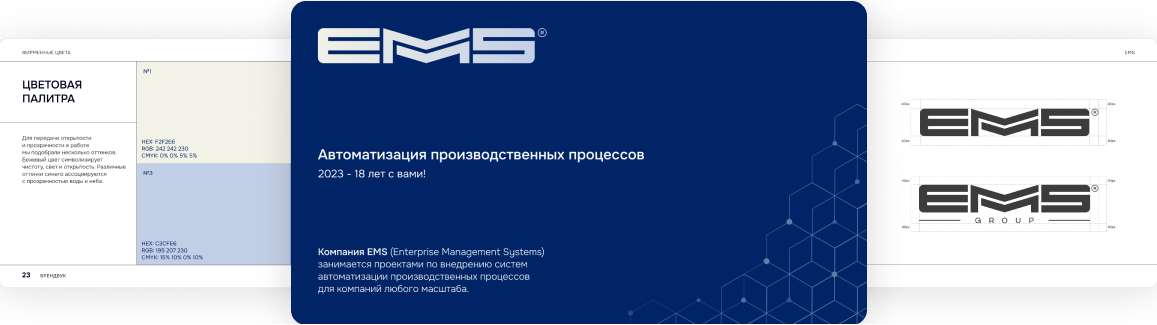 ФИРМЕННЫЕ ЦВЕТА
ЦВЕТОВАЯ
ПАЛИТРА
Для передачи открытости
и прозрачности в работе
мы подобрали несколько оттенков.
Бежевый цвет символизирует
чистоту, свет и открытость. Различные
оттенки синего ассоциируются
с прозрачностью воды и неба.
№1
HEX: F2F2E6
RGB: 242 242 230
CMYK: 0% 0% 5% 5%
№3
HEX: C3CFE6
RGB: 195 207 230
CMYK: 15% 10% 0% 10%
23 БРЕНДБУК
EMS®
Автоматизация производственных процессов
2023 - 18 лет с вами!
Компания EMS (Enterprise Management Systems)
занимается проектами по внедрению систем
автоматизации производственных процессов
для компаний любого масштаба.
EMS
EMS®
EMS®
GROUP